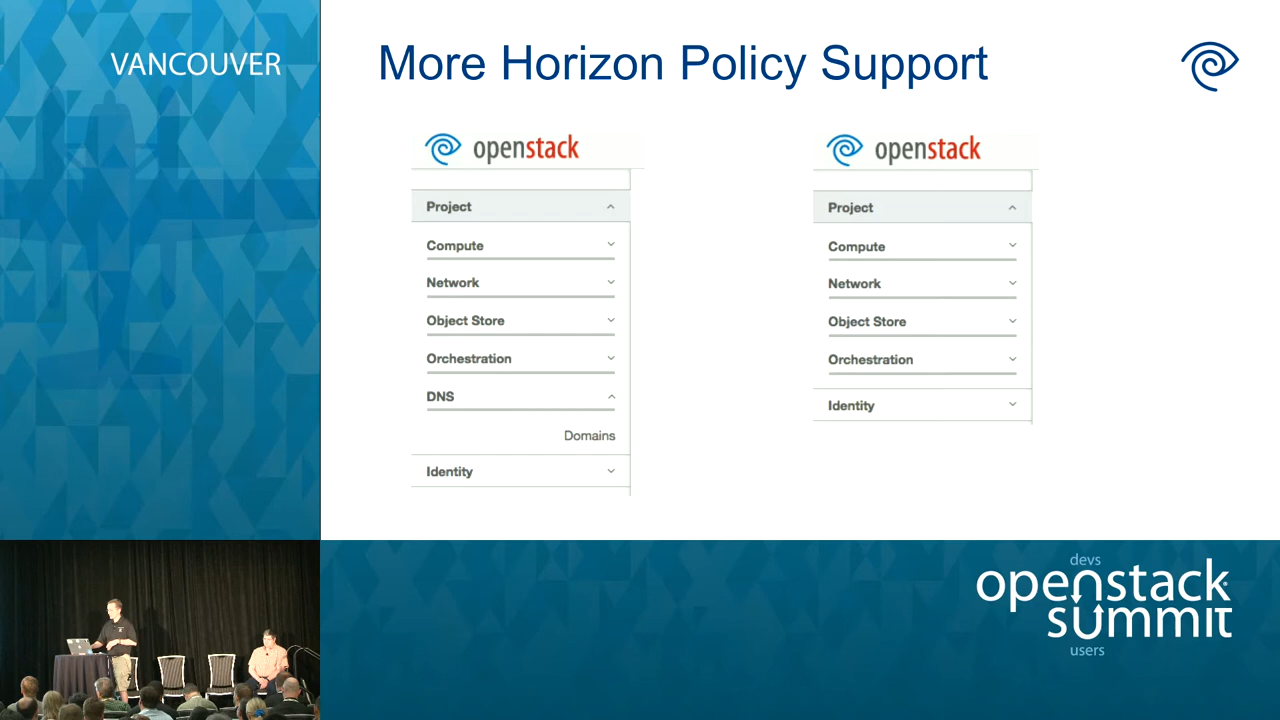 VANCOUVER
More Horizon Policy Support
openstack
Project
Compute
Network
Object Store
Orchestration
DNS
Domains
Identity
openstack
Project
Compute
Network
Object Store
Orchestration
Identity
devs
openstack
summit
users